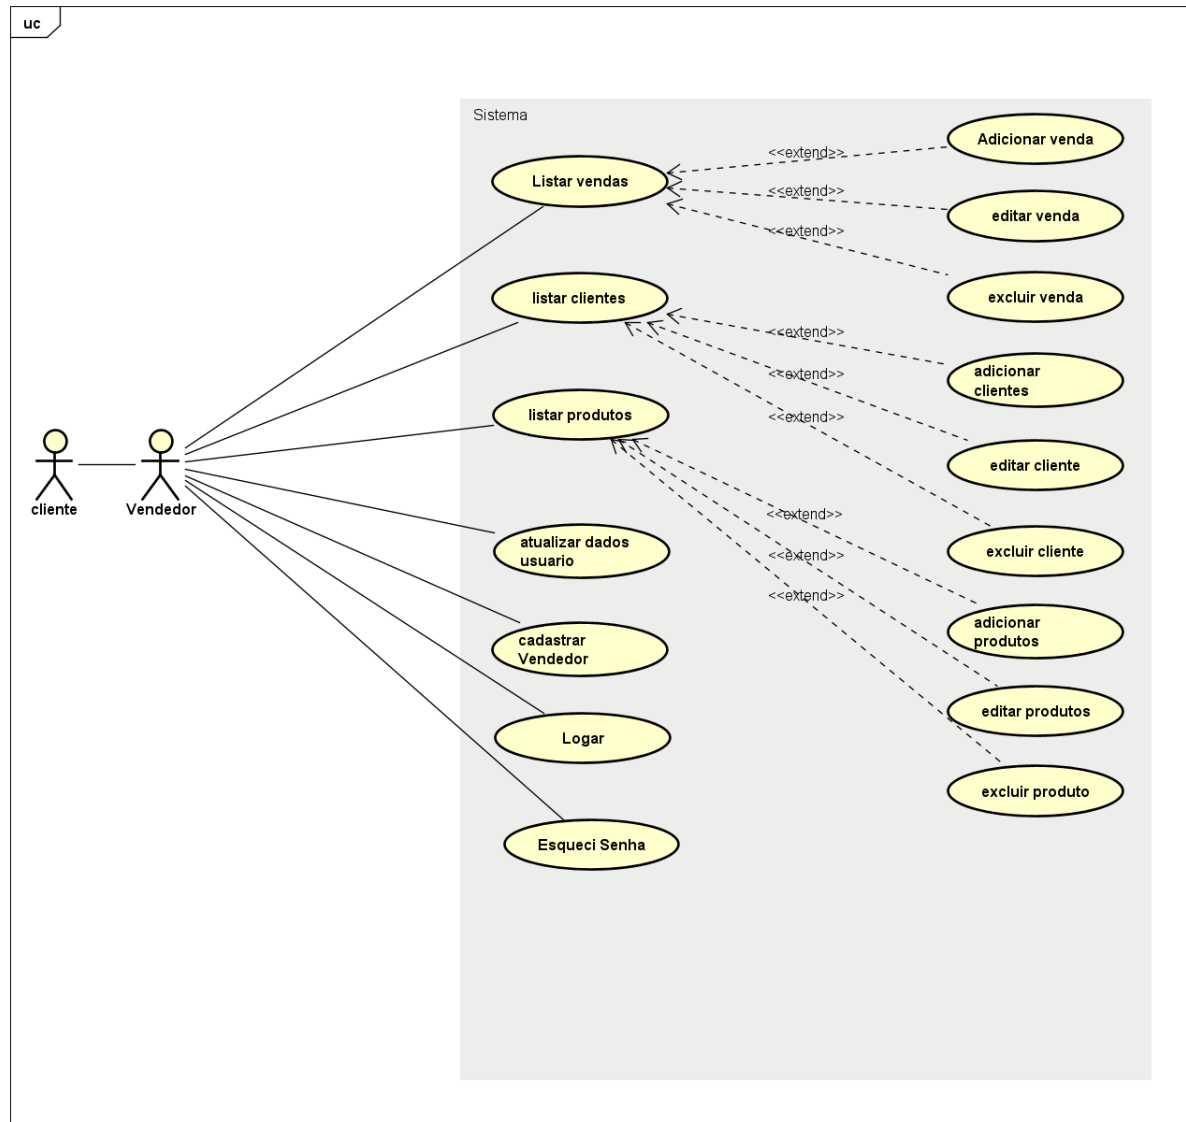 uc
Sistema
Listar vendas
<<extend>>
Adicionar venda
<<extend>>
editar venda
<<extend>>
excluir venda
listar clientes
<<extend>>
adicionar
clientes
<<extend>>
editar cliente
<<extend>>
excluir cliente
listar produtos
<<extend>>
adicionar
produtos
<<extend>>
editar produtos
<<extend>>
excluir produto
cliente
Vendedor
atualizar dados
usuario
cadastrar
Vendedor
Logar
Esqueci Senha